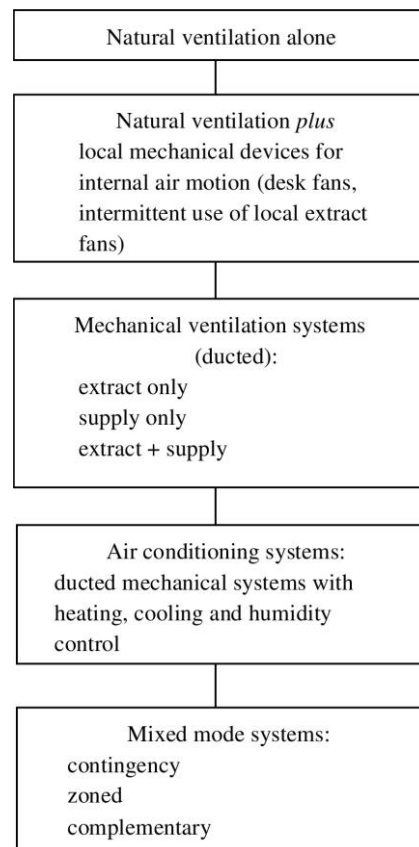 Natural ventilation alone
Natural ventilation plus
local mechanical devices for
internal air motion (desk fans,
intermittent use of local extract
fans)
Mechanical ventilation systems
(ducted):
extract only
supply only
extract + supply
Air conditioning systems:
ducted mechanical systems with
heating, cooling and humidity
control
Mixed mode systems:
contingency
zoned
complementary